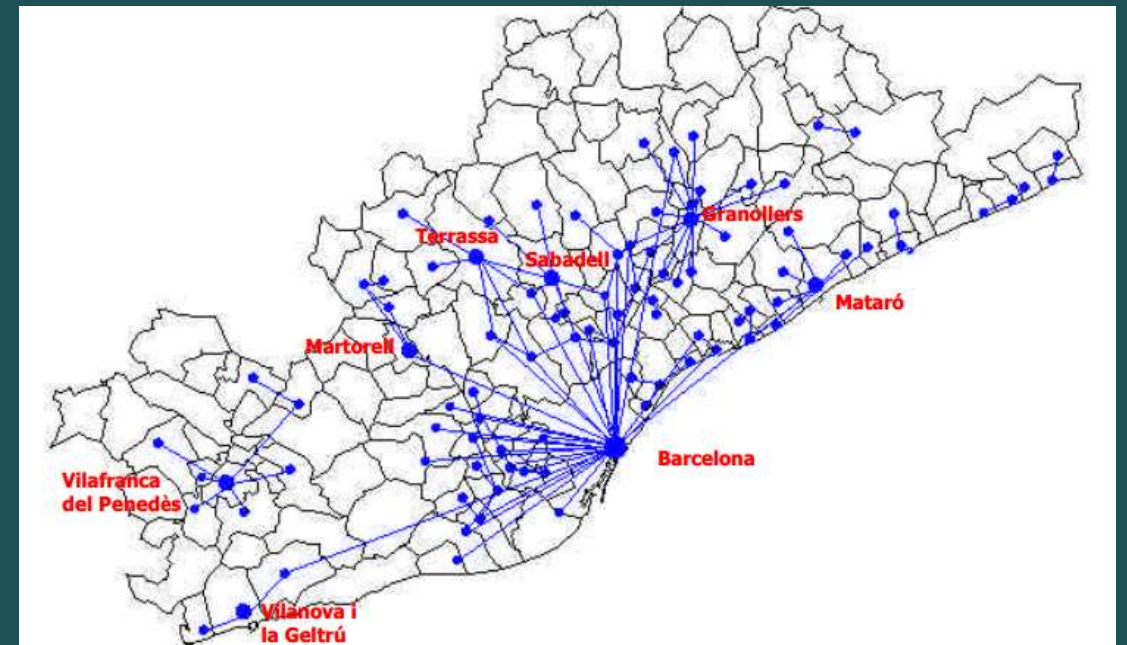 Granollers
Terrassa
Sabadell
Mataró
Martorell
Barcelona
Vilafranca
del Penedès
Vilanova i
la Geltrú